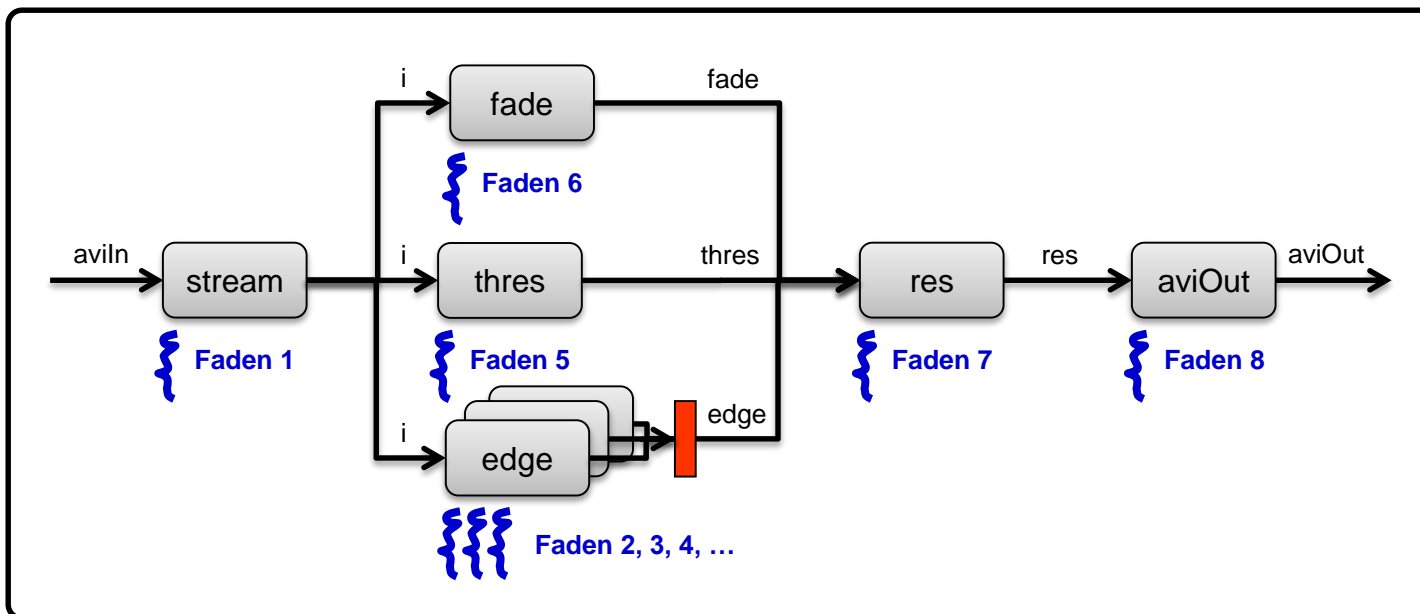 i
fade
fade
Faden 6
aviIn
stream
Faden 1
i
thres
thres
Faden 5
res
res
Faden 7
aviOut
aviOut
Faden 8
i
edge
edge
Faden 2, 3, 4, …